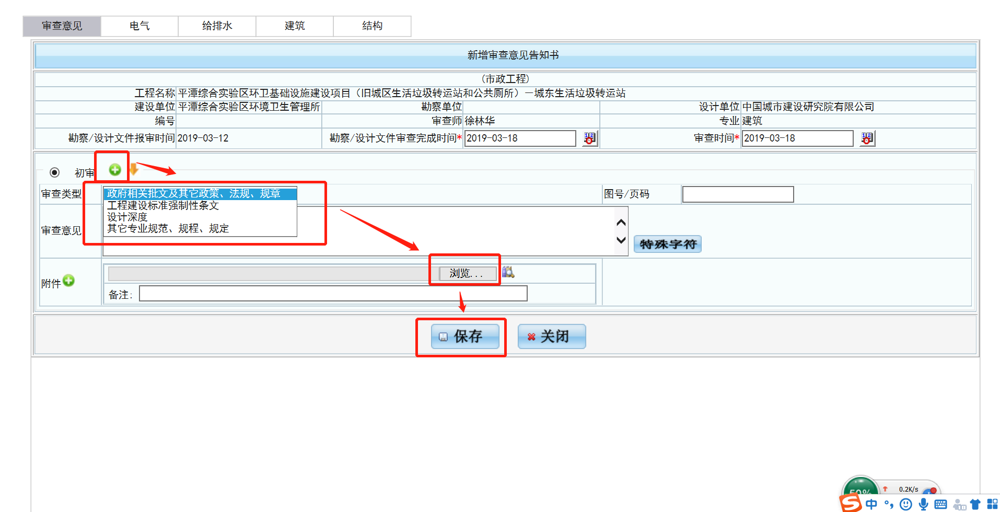 审查意见 电气 给排水 建筑 结构
新增审查意见告知书
(市政工程)
工程名称 平潭综合实验区环卫基础设施建设项目（旧城区生活垃圾转运站和公共厕所）－城东生活垃圾转运站
建设单位 平潭综合实验区环境卫生管理所 勘察单位 设计单位 中国城市建设研究院有限公司
编号 审查师 徐林华 专业 建筑
勘察/设计文件报审时间 2019-03-12 勘察/设计文件审查完成时间* 2019-03-18 审查时间* 2019-03-18
初审
审查类型 政府相关批文及其它政策、法规、规章 图号/页码
工程建设标准强制性条文
设计深度
其它专业规范、规程、规定
审查意见
特殊字符
附件 浏览...
备注:
保存 关闭
50% 0.2K/s
中